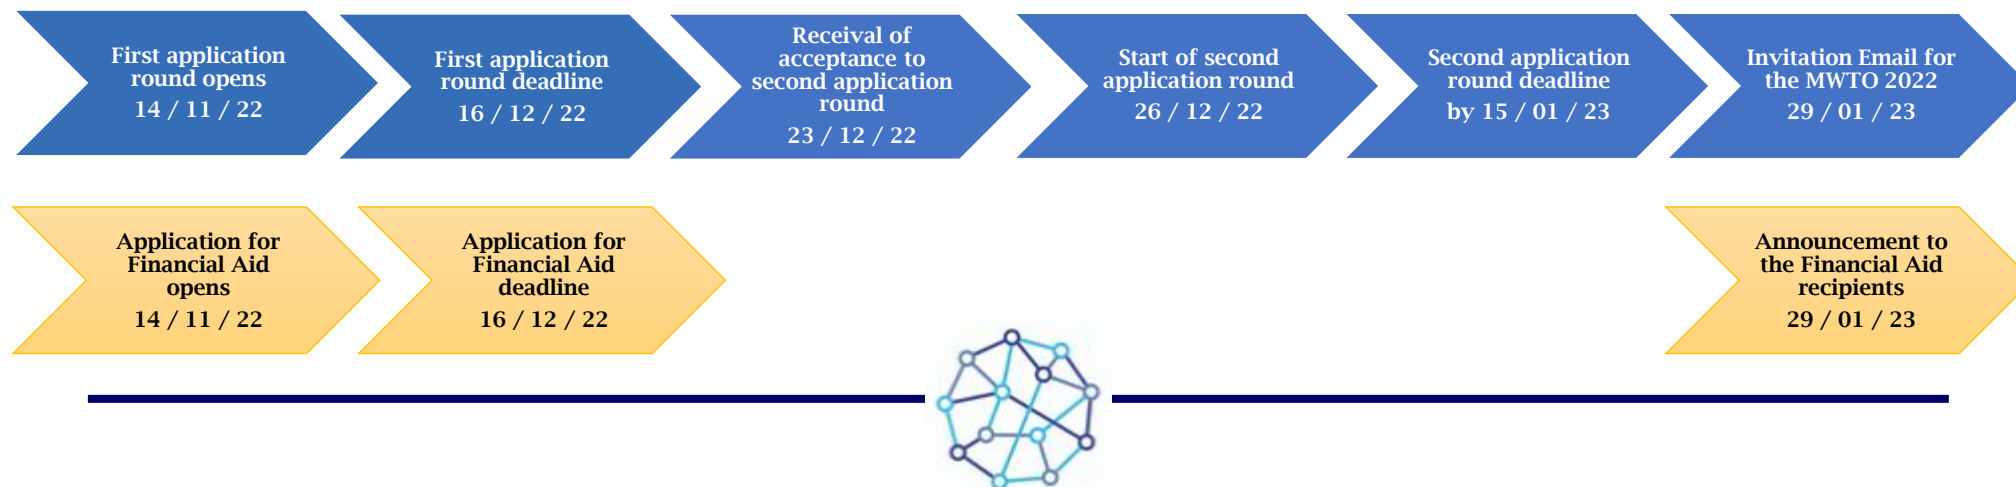 First application
round opens
14 / 11 / 22
First application
round deadline
16 / 12 / 22
Receival of
acceptance to
second application
round
23 / 12 / 22
Start of second
application round
26 / 12 / 22
Second application
round deadline
by 15 / 01 / 23
Invitation Email for
the MWTO 2022
29 / 01 / 23
Application for
Financial Aid
opens
14 / 11 / 22
Application for
Financial Aid
deadline
16 / 12 / 22
Announcement to
the Financial Aid
recipients
29 / 01 / 23